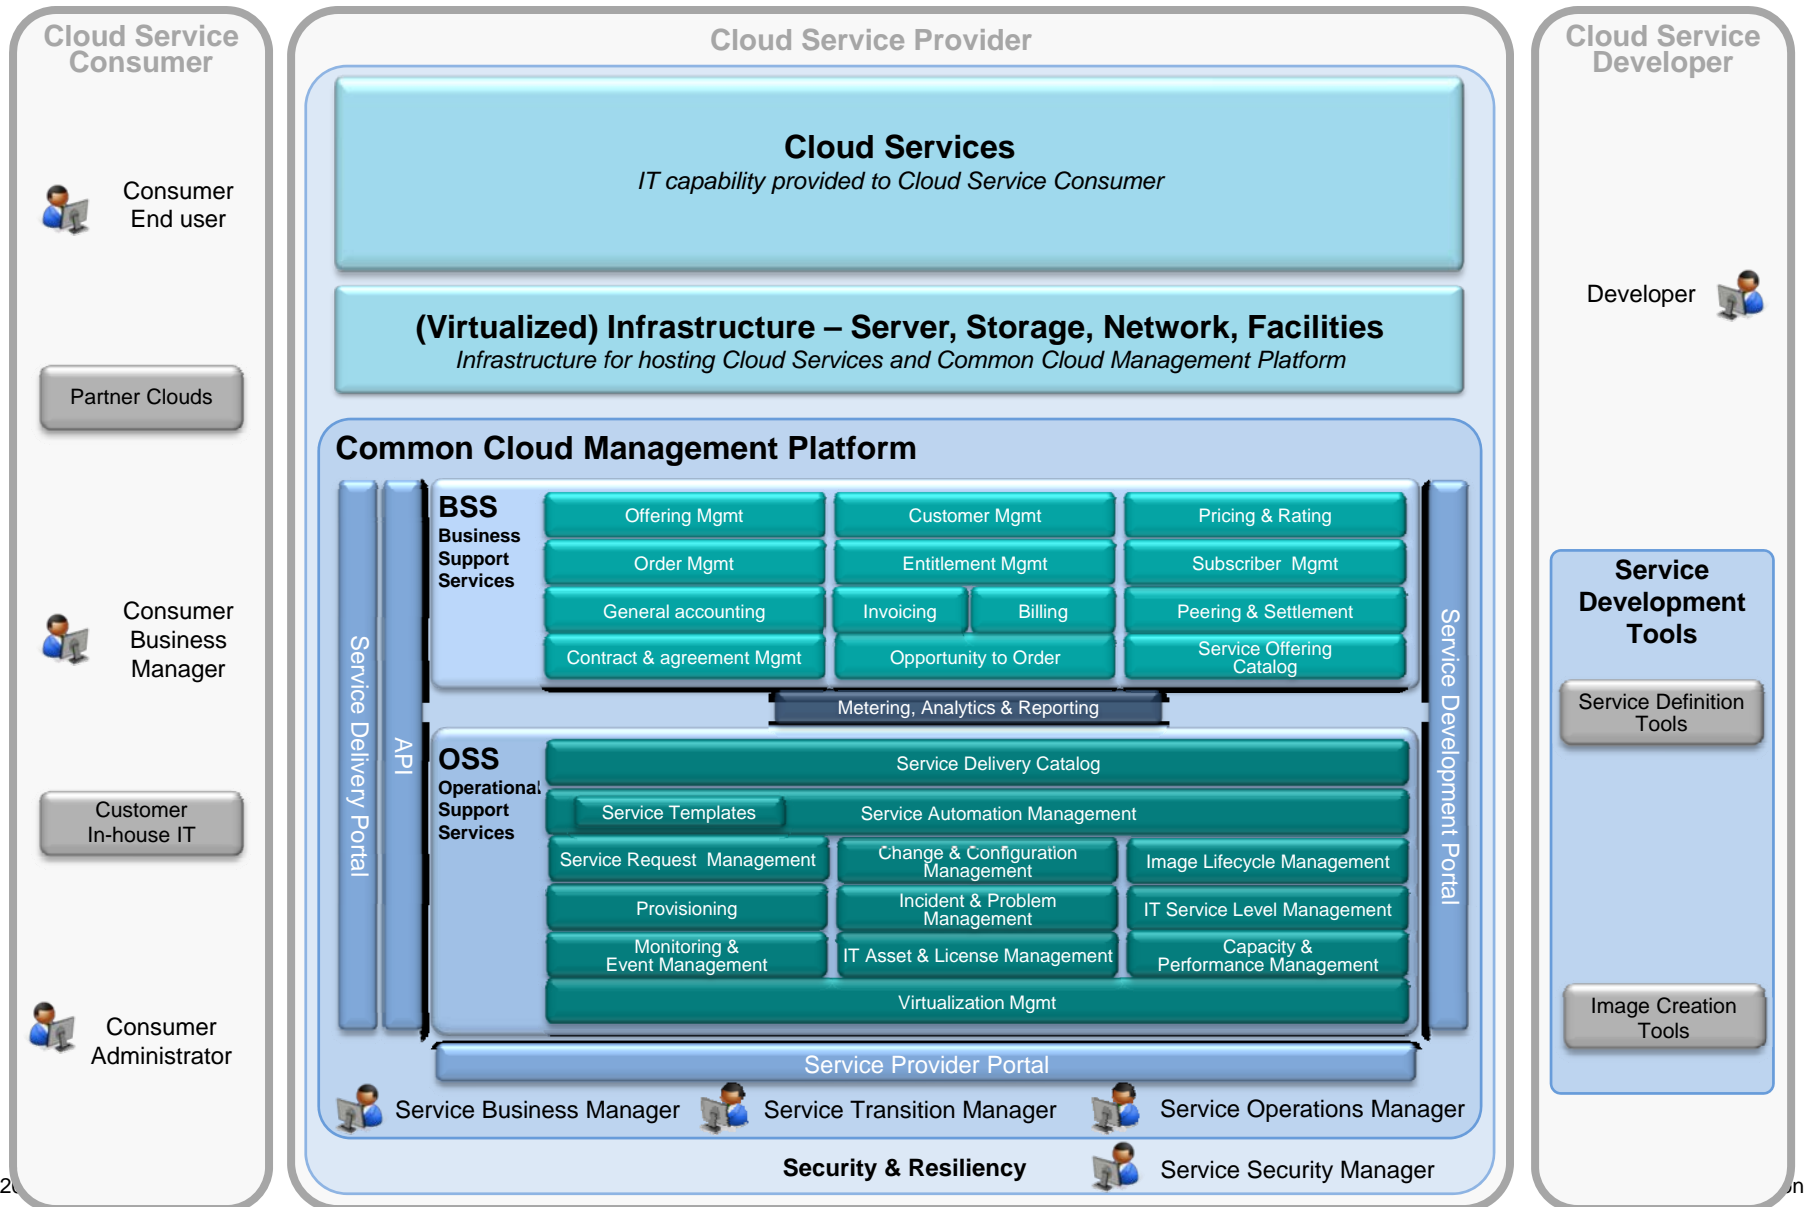 Cloud Service
Consumer
Consumer
End user
Partner Clouds
Consumer
Business
Manager
Customer
In-house IT
Consumer
Administrator
Cloud Service Provider
Cloud Services
IT capability provided to Cloud Service Consumer
(Virtualized) Infrastructure – Server, Storage, Network, Facilities
Infrastructure for hosting Cloud Services and Common Cloud Management Platform
Common Cloud Management Platform
Service Delivery Portal
API
BSS
Business
Support
Services
Offering Mgmt
Customer Mgmt
Pricing & Rating
Order Mgmt
Entitlement Mgmt
Subscriber Mgmt
General accounting
Invoicing
Billing
Peering & Settlement
Contract & agreement Mgmt
Opportunity to Order
Service Offering
Catalog
Metering, Analytics & Reporting
OSS
Operational
Support
Services
Service Delivery Catalog
Service Templates
Service Automation Management
Service Request Management
Change & Configuration
Management
Image Lifecycle Management
Provisioning
Incident & Problem
Management
IT Service Level Management
Monitoring &
Event Management
IT Asset & License Management
Capacity &
Performance Management
Virtualization Mgmt
Service Development Portal
Service Provider Portal
Service Business Manager
Service Transition Manager
Service Operations Manager
Security & Resiliency
Service Security Manager
Cloud Service
Developer
Developer
Service
Development
Tools
Service Definition
Tools
Image Creation
Tools